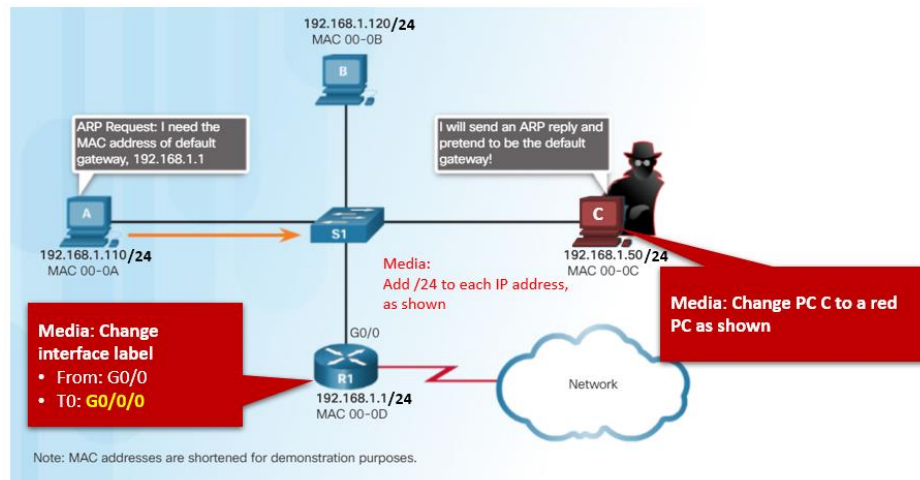 192.168.1.120/24
MAC 00-0B
B
ARP Request: I need the
MAC address of default
gateway, 192.168.1.1
I will send an ARP reply and
pretend to be the default
gateway!
A
C
S1
192.168.1.110/24
MAC 00-0A
192.168.1.50/24
MAC 00-0C
Media:
Add /24 to each IP address,
as shown
Media: Change PC C to a red
PC as shown
Media: Change
interface label
• From: G0/0
• T0: G0/0/0
G0/0
R1
Network
192.168.1.1/24
MAC 00-0D
Note: MAC addresses are shortened for demonstration purposes.